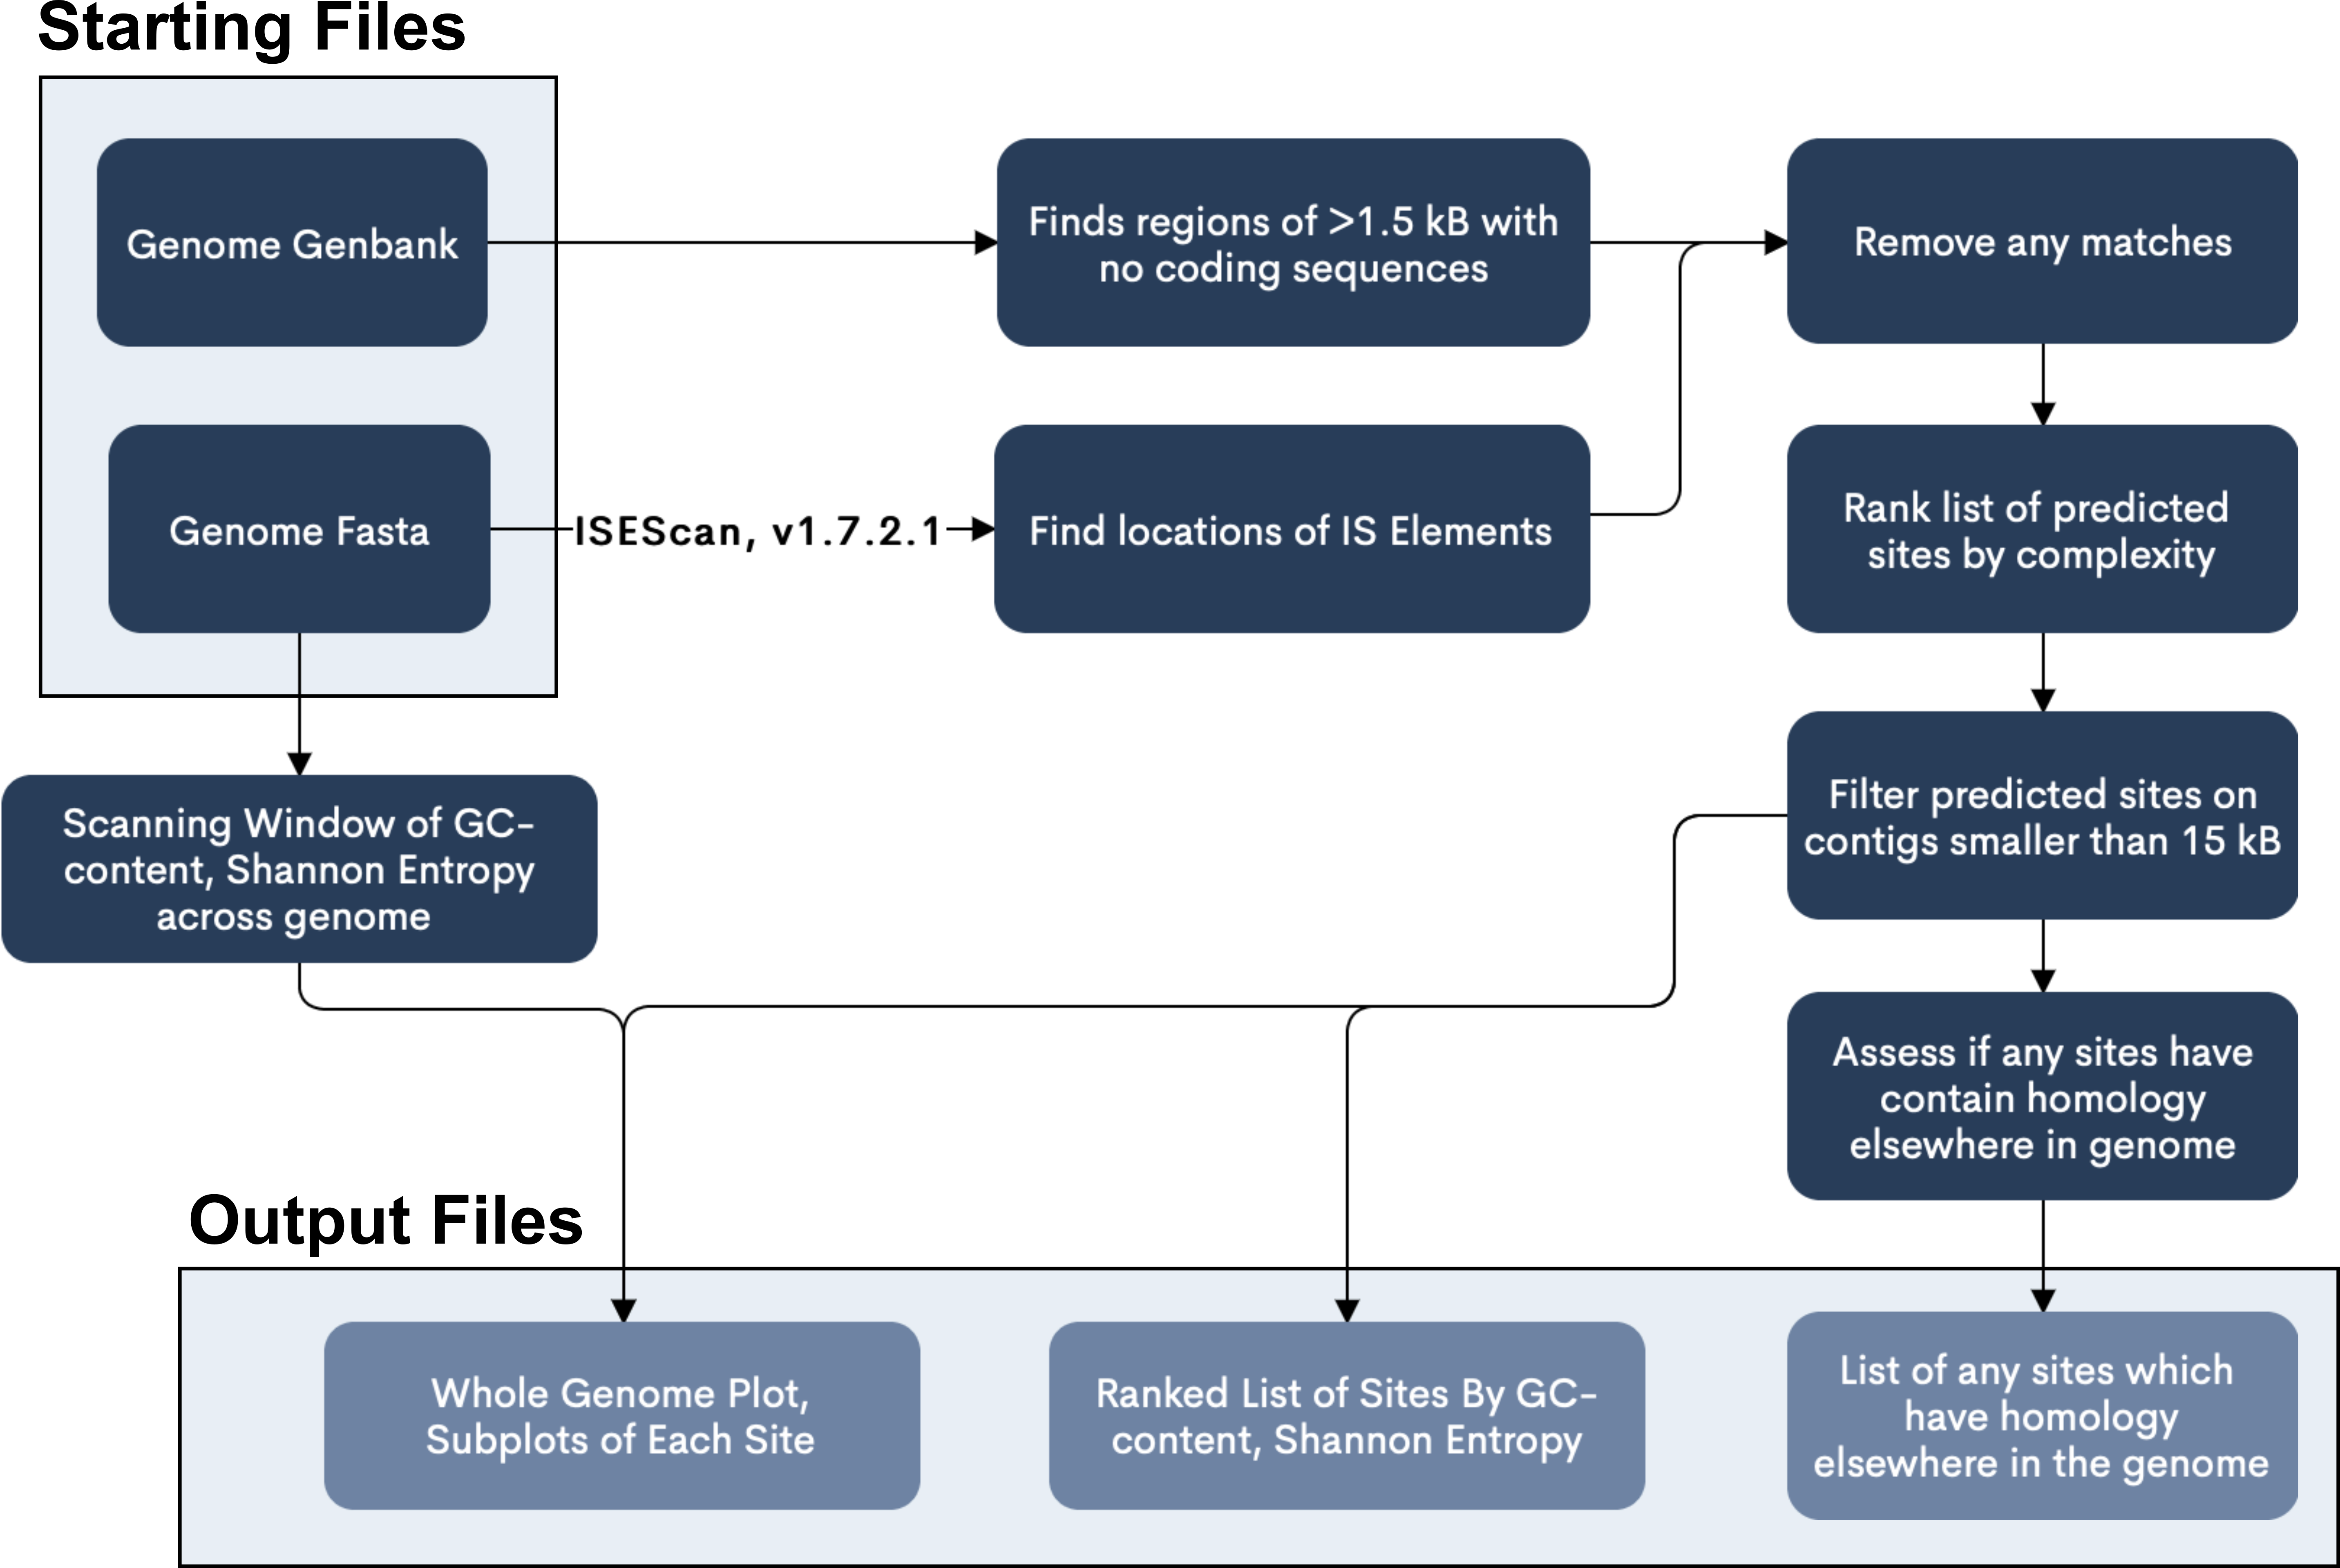 Starting Files
Genome Genbank
Finds regions of >1.5 kB with
no coding sequences
Remove any matches
Genome Fasta
ISEScan, v1.7.2.1
Find locations of IS Elements
Rank list of predicted
sites by complexity
Scanning Window of GC-
content, Shannon Entropy
across genome
Filter predicted sites on
contigs smaller than 15 kB
Assess if any sites have
contain homology
elsewhere in genome
Output Files
Whole Genome Plot,
Subplots of Each Site
Ranked List of Sites By GC-
content, Shannon Entropy
List of any sites which
have homology
elsewhere in the genome